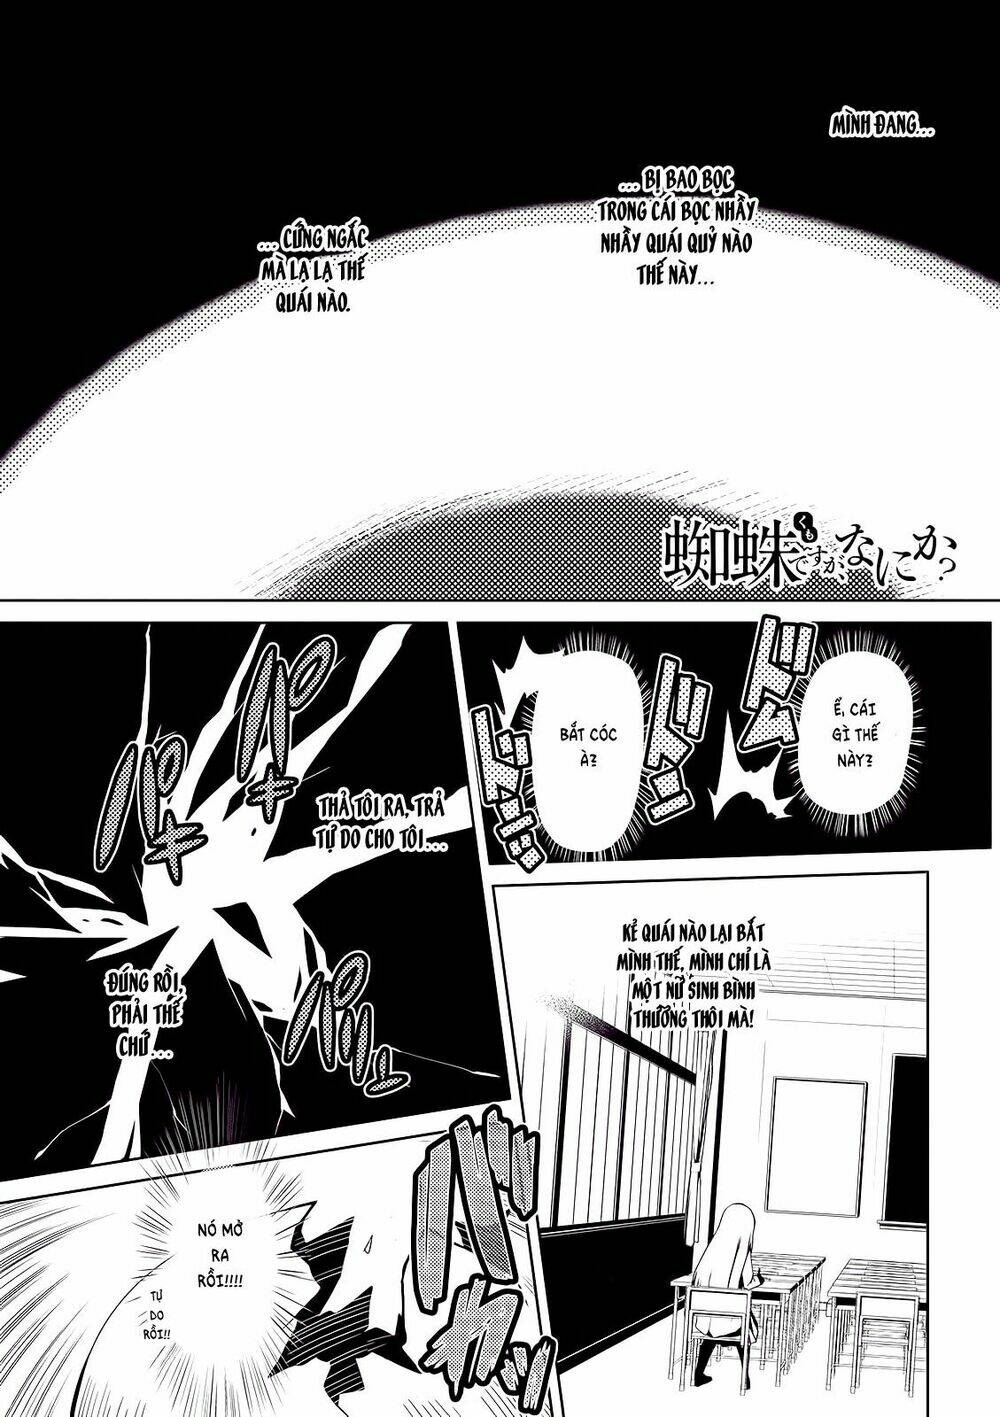 MÌNH ĐANG...
... BỊ BAO BỌC
TRONG CÁI BỌC NHẦY
NHẦY QUÁI QUỶ NÀO
THẾ NÀY...
... CỨNG NGẮC
MÀ LẠ LẠ THẾ
QUÁI NÀO.
蜘蛛ですが、なにか?
くも
Ể, CÁI
GÌ THẾ
NÀY?
BẮT CÓC
À?
THẢ TÔI RA, TRẢ
TỰ DO CHO TÔI...
パキ
パキ
ĐÚNG RỒI,
PHẢI THẾ
CHỨ...
KẺ QUÁI NÀO LẠI BẮT
MÌNH THẾ, MÌNH CHỈ LÀ
MỘT NỮ SINH BÌNH
THƯỜNG THÔI MÀ!
NÓ MỞ
RA
RỒI!!!!
TỰ
DO
RỒI!!